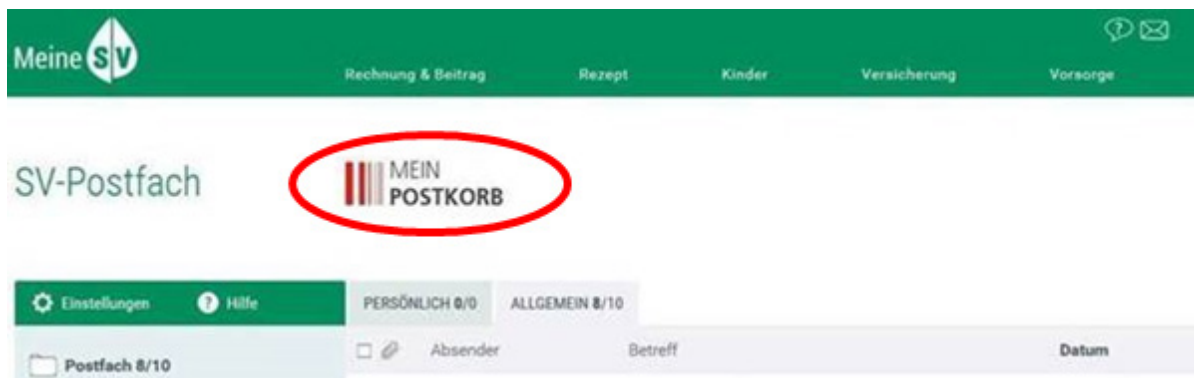 Meine SV
Rechnung & Beitrag Rezept Kinder Versicherung Vorsorge
SV-Postfach
MEIN
POSTKORB
Einstellungen ? Hilfe
PERSÖNLICH 0/0 ALLGEMEIN 8/10
Postfach 8/10
Absender Betreff Datum